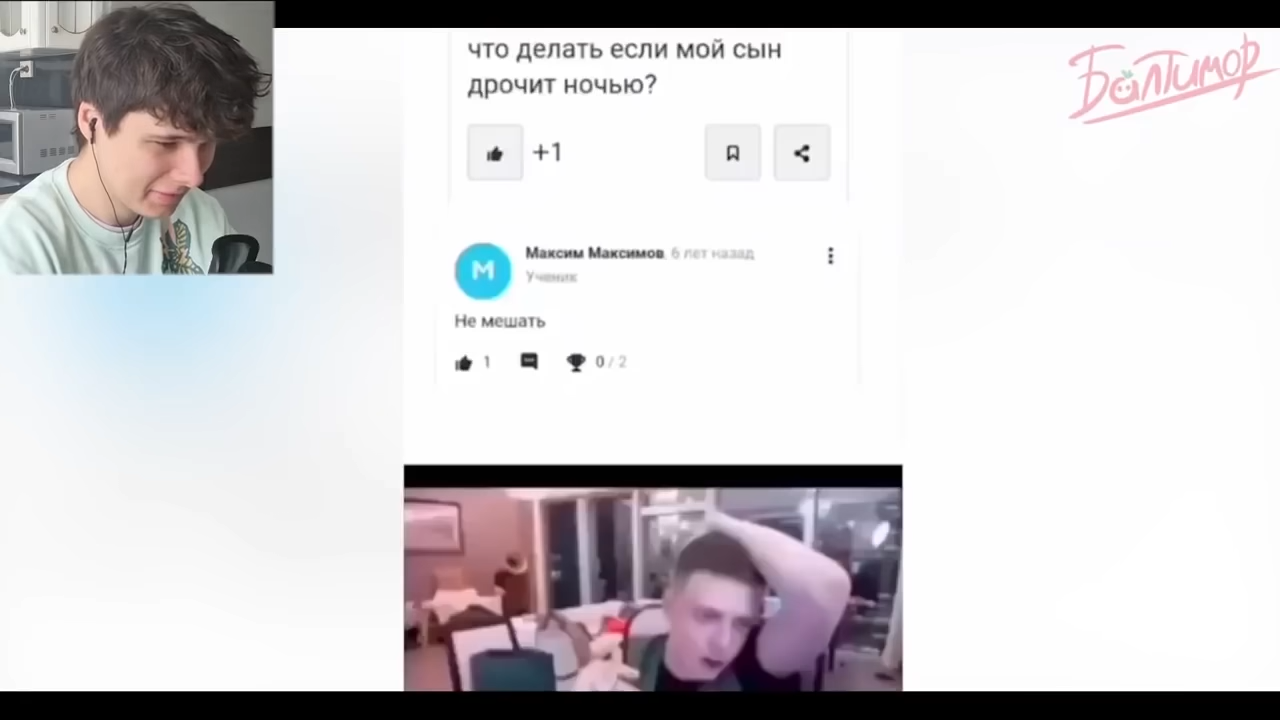 что делать если мой сын
дрочит ночью?
+1
Балтимор
М
Максим Максимов, 6 лет назад
Ученик
Не мешать
1
0 / 2